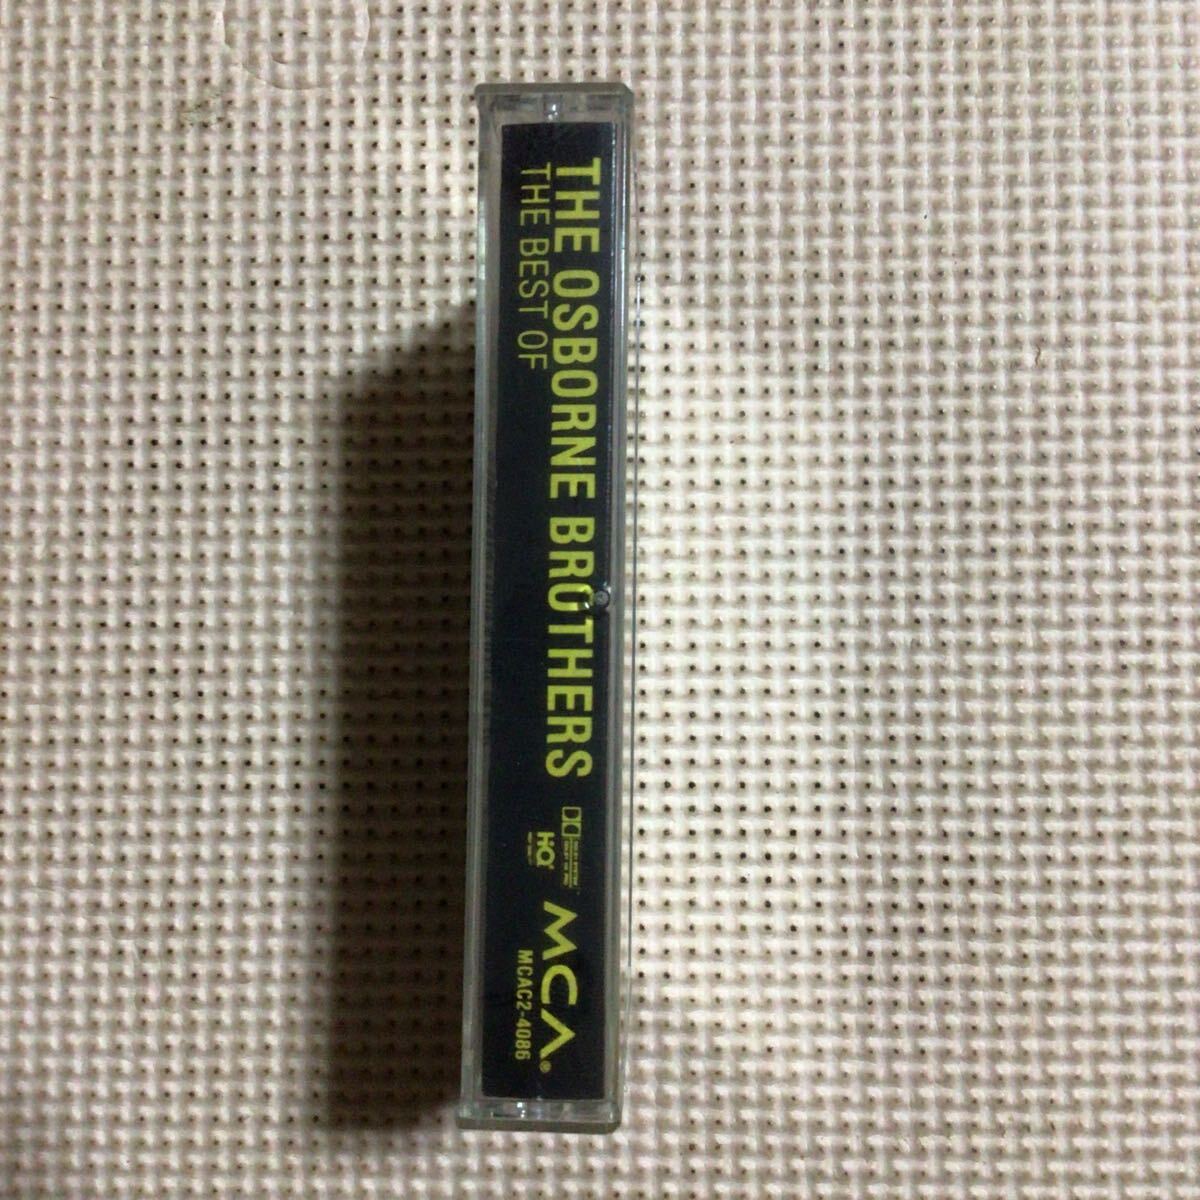 THE OSBORNE BROTHERS
THE BEST OF
HQ
MCA®
MCAC2-4086